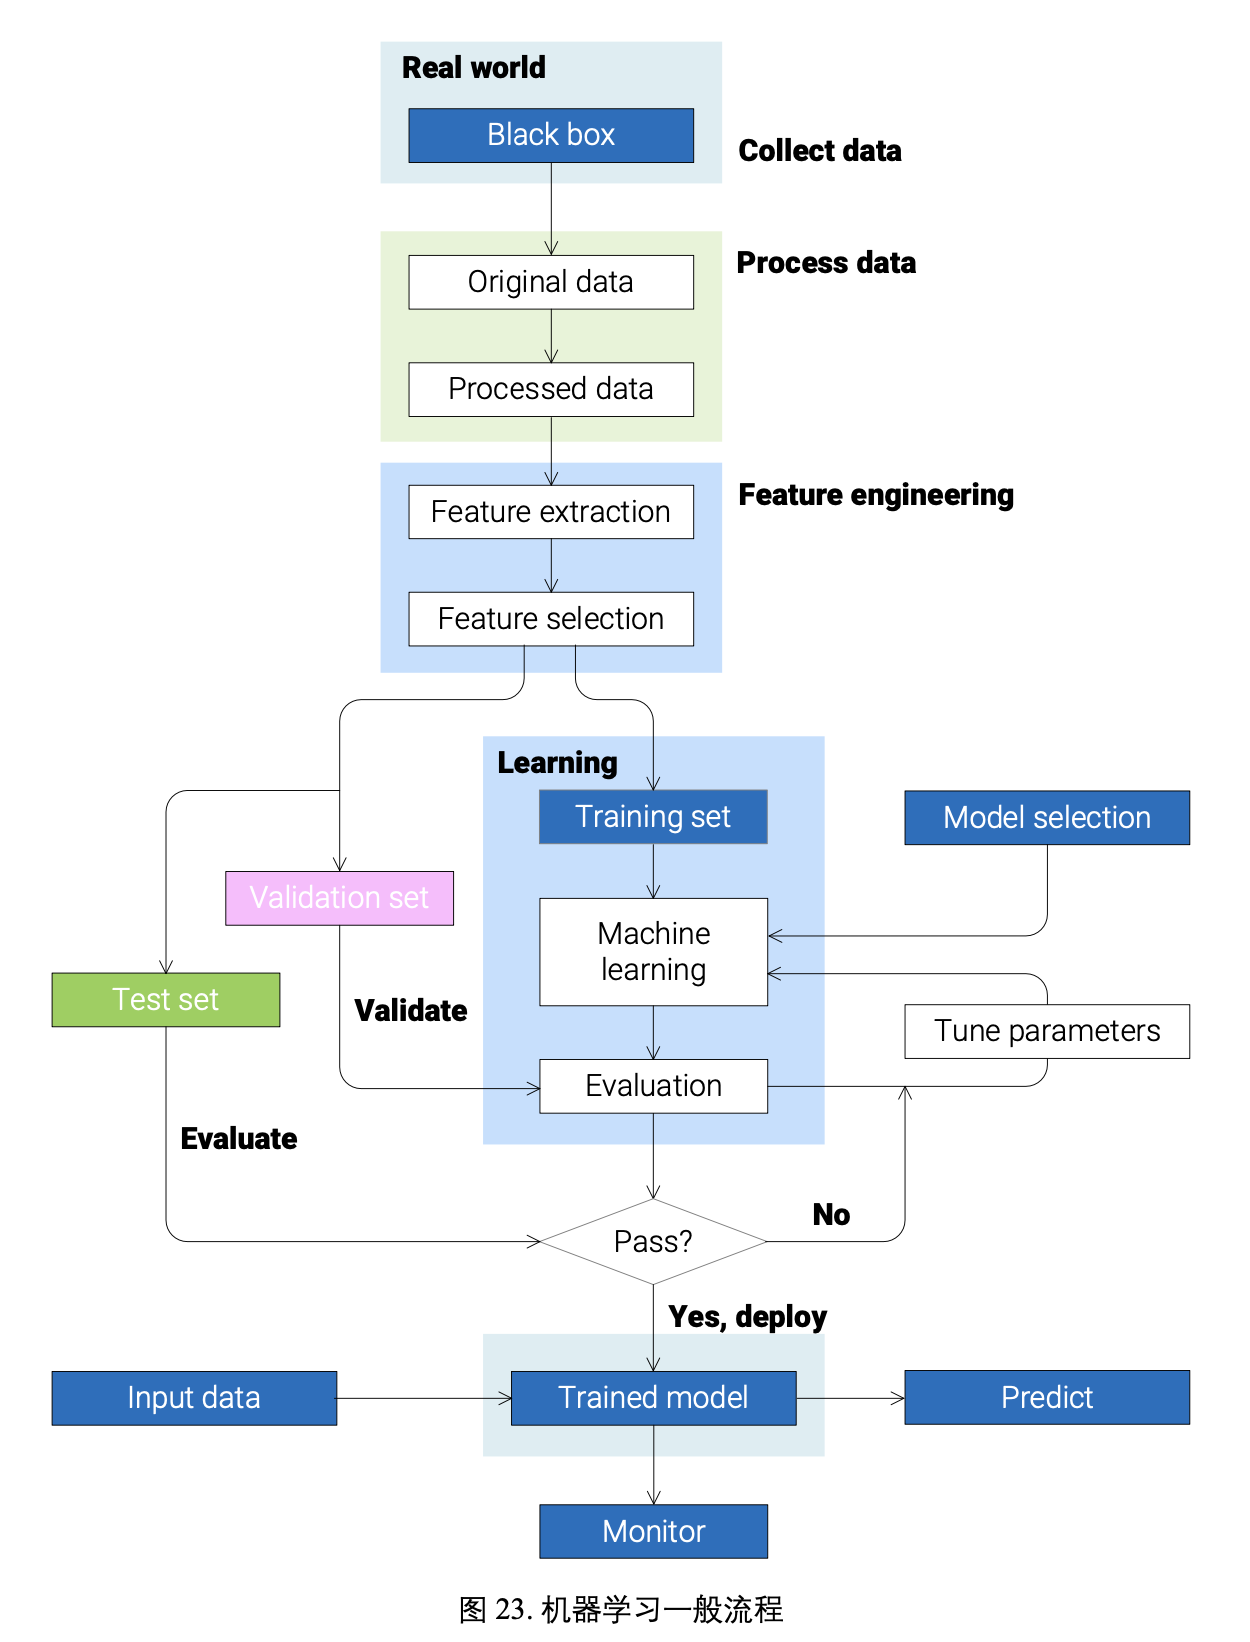 Real world
Black box
Collect data
Process data
Original data
Processed data
Feature engineering
Feature extraction
Feature selection
Learning
Training set
Model selection
Validation set
Machine
learning
Test set
Validate
Tune parameters
Evaluation
Evaluate
No
Pass?
Yes, deploy
Input data
Trained model
Predict
Monitor
图 23. 机器学习一般流程